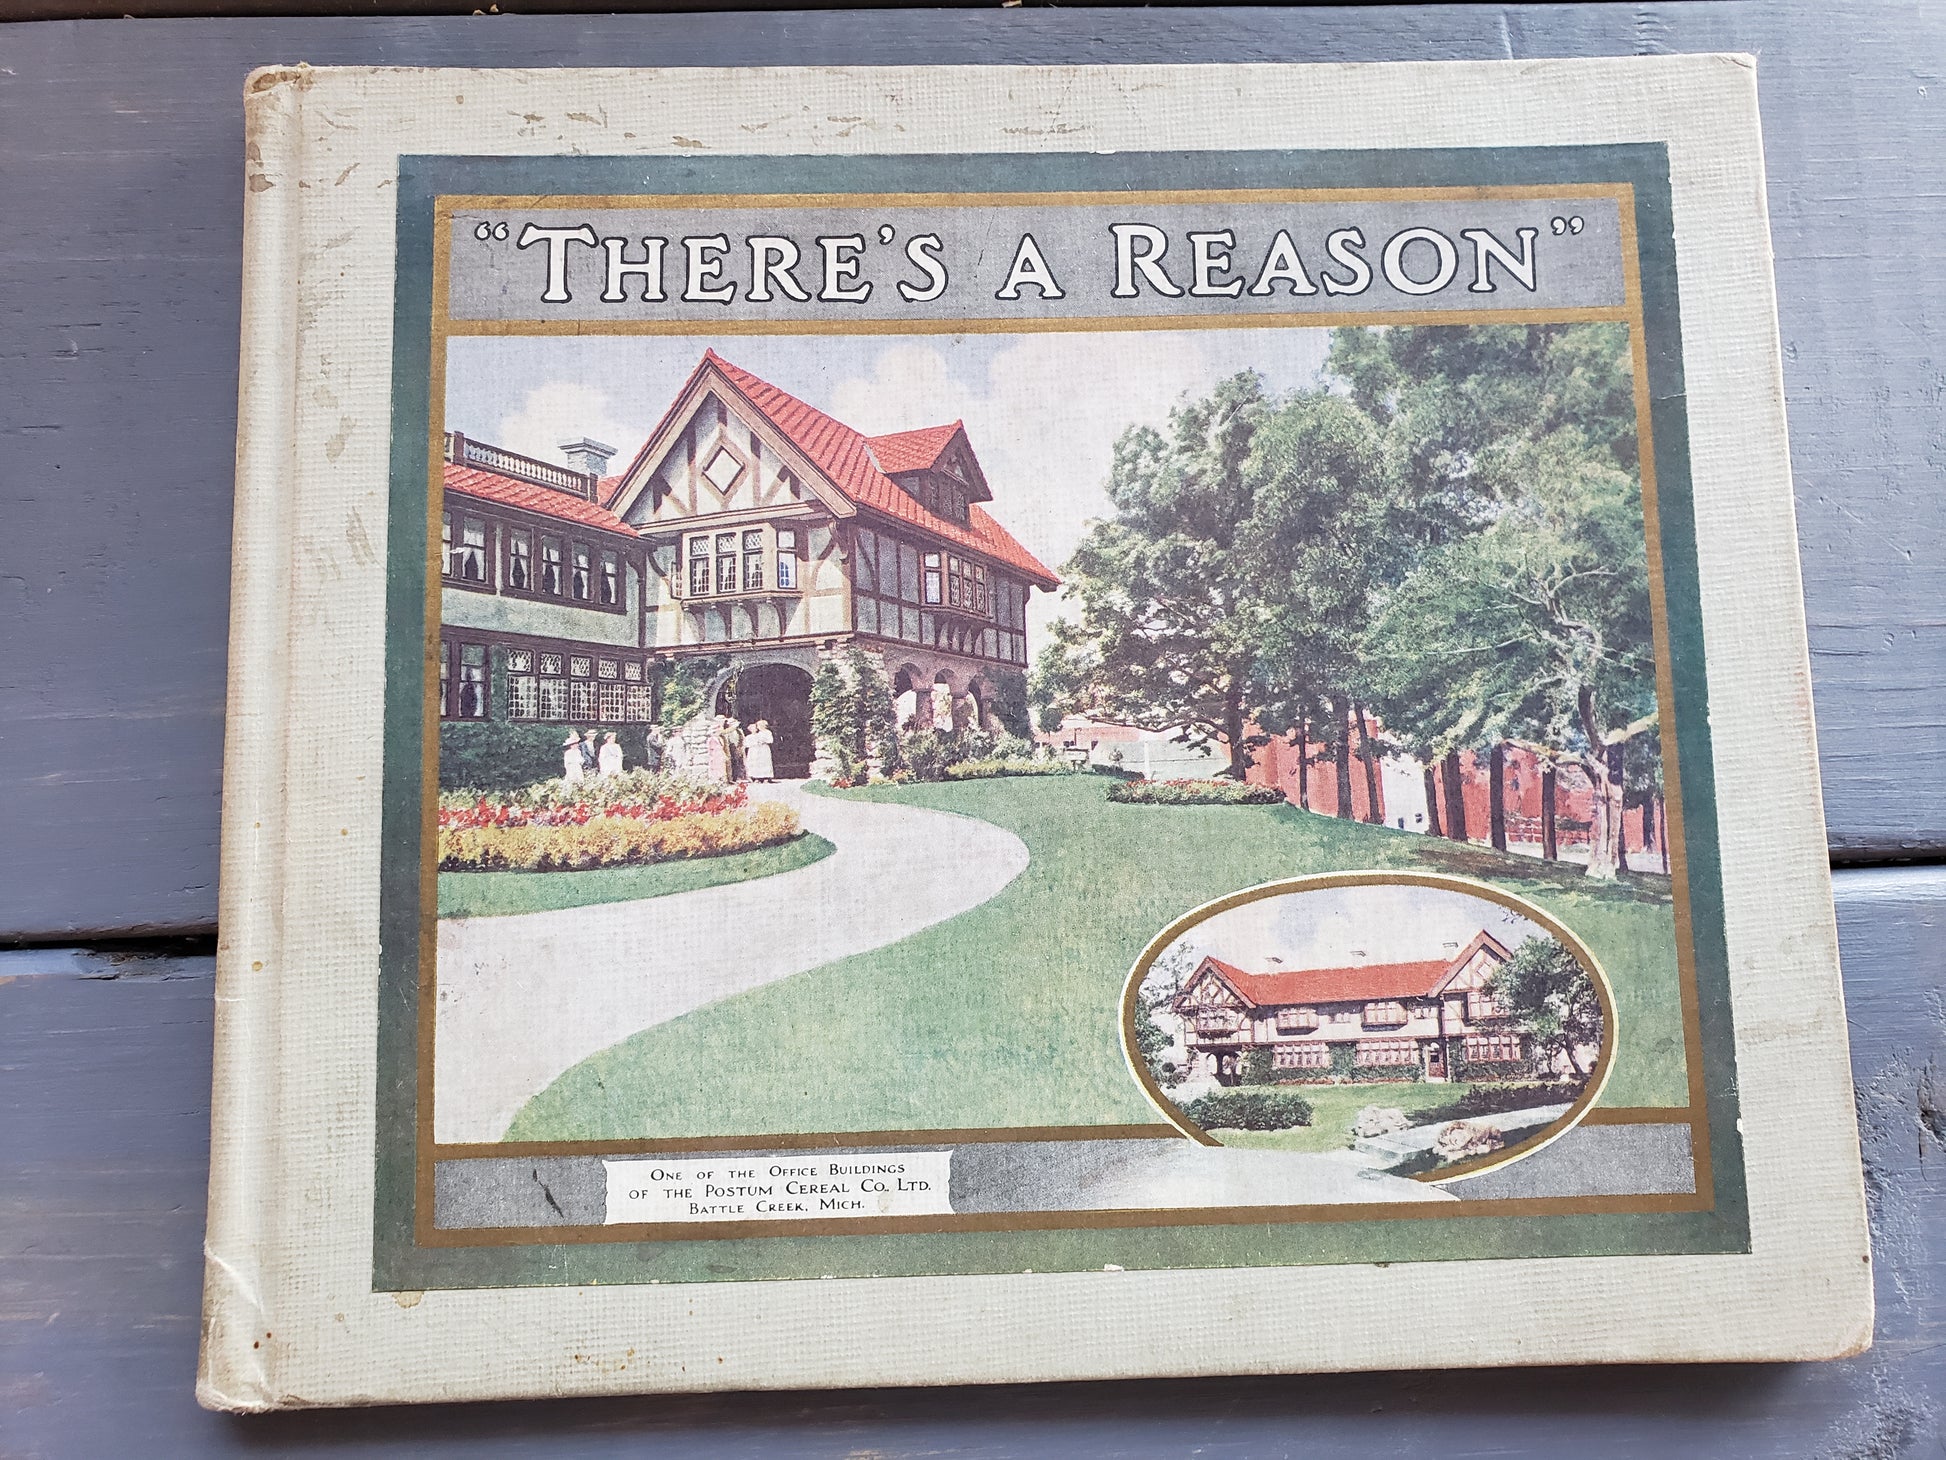 “THERE’S A REASON”
ONE OF THE OFFICE BUILDINGS
OF THE POSTUM CEREAL CO. LTD.
BATTLE CREEK, MICH.